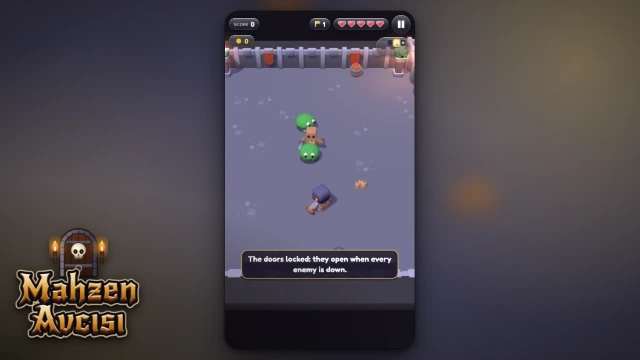 SCORE 0
1
0
The doors locked: they open when every
enemy is down.
Mahzen
Avcısı